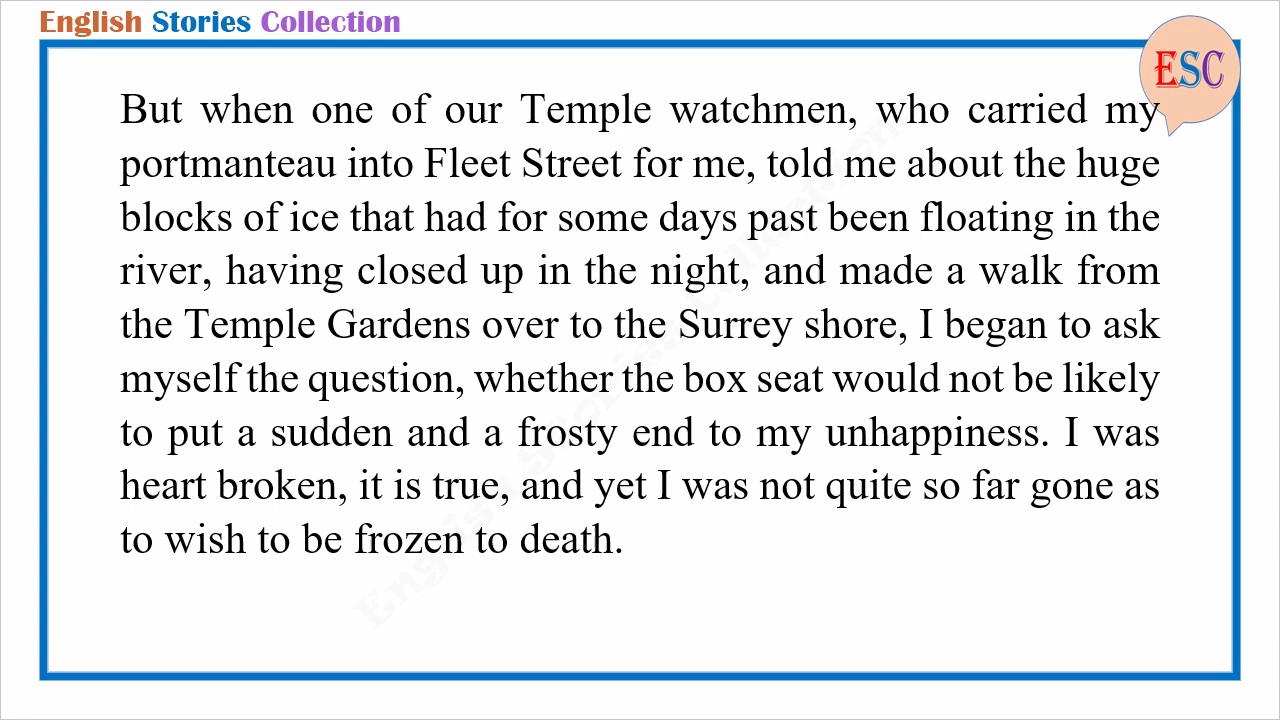 English Stories Collection
ESC
But when one of our Temple watchmen, who carried my
portmanteau into Fleet Street for me, told me about the huge
blocks of ice that had for some days past been floating in the
river, having closed up in the night, and made a walk from
the Temple Gardens over to the Surrey shore, I began to ask
myself the question, whether the box seat would not be likely
to put a sudden and a frosty end to my unhappiness. I was
heart broken, it is true, and yet I was not quite so far gone as
to wish to be frozen to death.
English Stories Collection